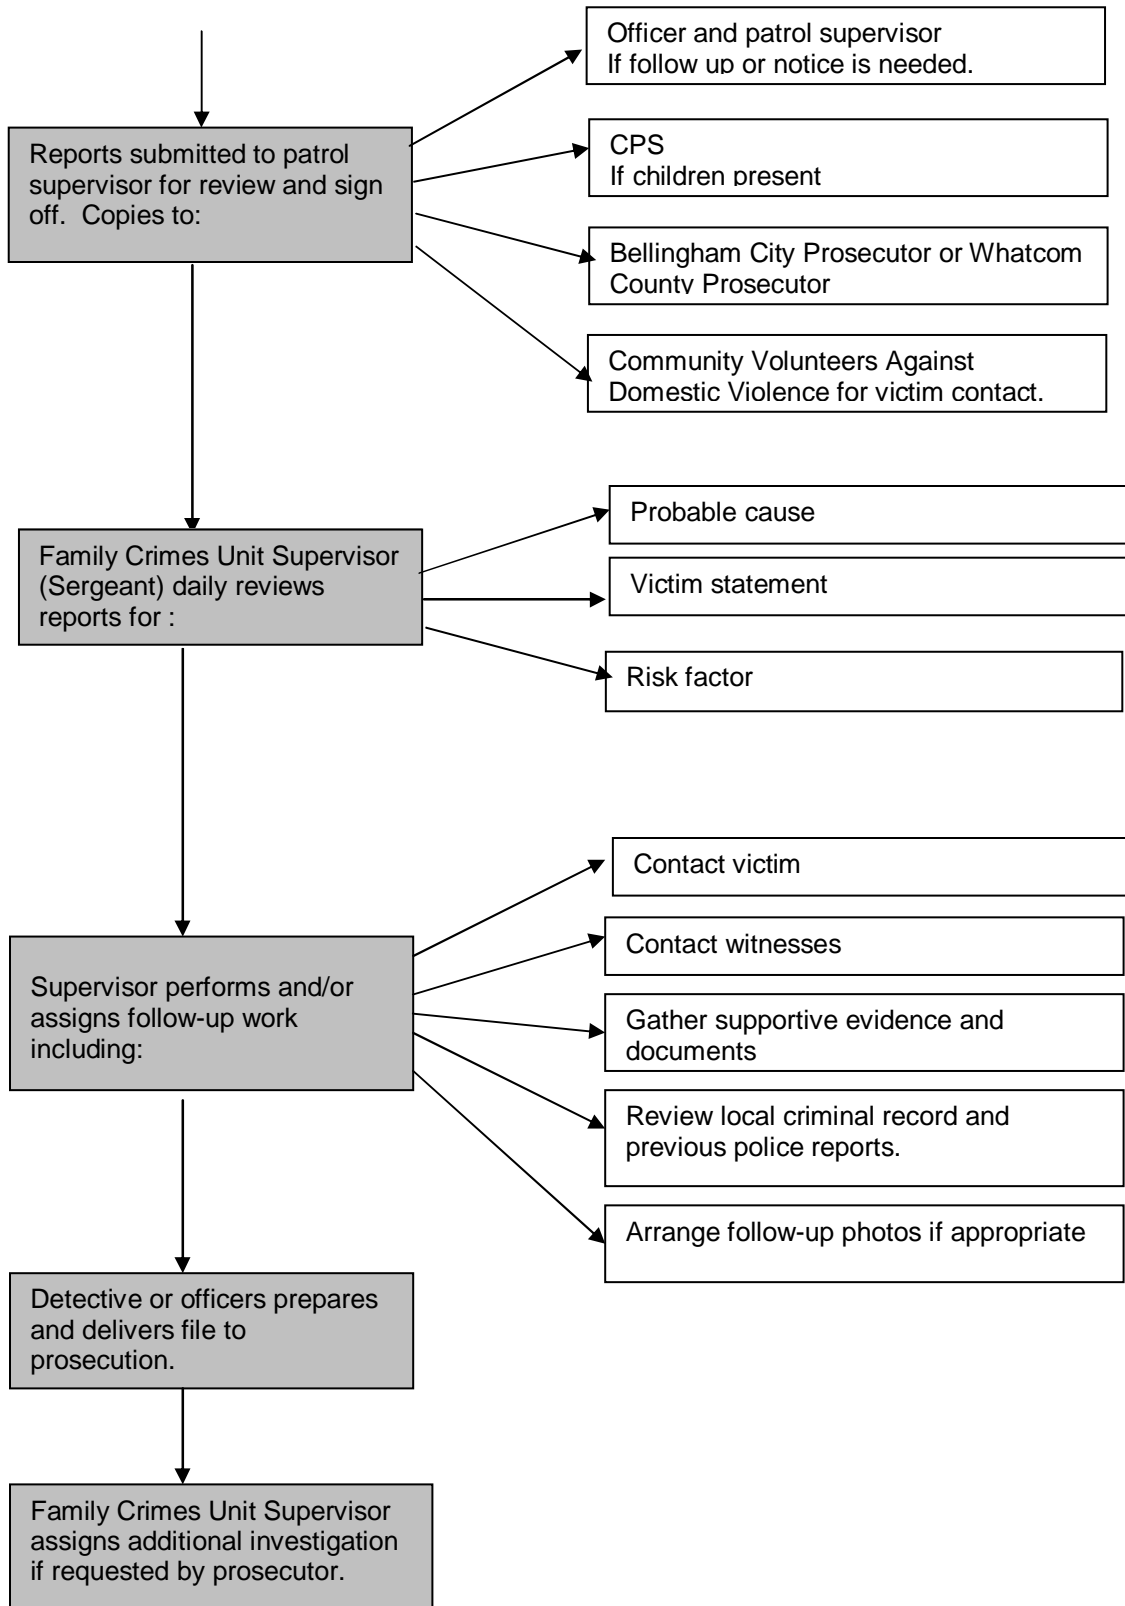 Officer and patrol supervisor
If follow up or notice is needed.
Reports submitted to patrol
supervisor for review and sign
off.  Copies to:
CPS
If children present
Bellingham City Prosecutor or Whatcom
County Prosecutor
Community Volunteers Against
Domestic Violence for victim contact.
Family Crimes Unit Supervisor
(Sergeant) daily reviews
reports for :
Probable cause
Victim statement
Risk factor
Supervisor performs and/or
assigns follow-up work
including:
Contact victim
Contact witnesses
Gather supportive evidence and
documents
Review local criminal record and
previous police reports.
Arrange follow-up photos if appropriate
Detective or officers prepares
and delivers file to
prosecution.
Family Crimes Unit Supervisor
assigns additional investigation
if requested by prosecutor.